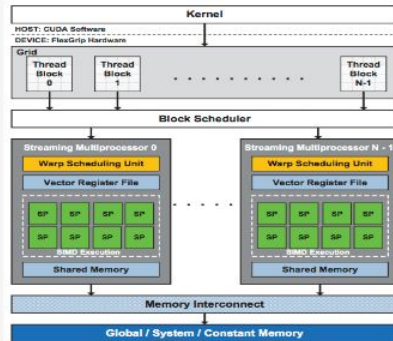 Kernel
HOST: CUDA Software
DEVICE: FlexGrip Hardware
Grid
Thread Block 0
Thread Block 1
Thread Block N-1
Block Scheduler
Streaming Multiprocessor 0
Streaming Multiprocessor N - 1
Warp Scheduling Unit
Warp Scheduling Unit
Vector Register File
Vector Register File
SP SP SP SP
SP SP SP SP
SP SP SP SP
SP SP SP SP
SIMD Execution
SIMD Execution
Shared Memory
Shared Memory
Memory Interconnect
Global / System / Constant Memory